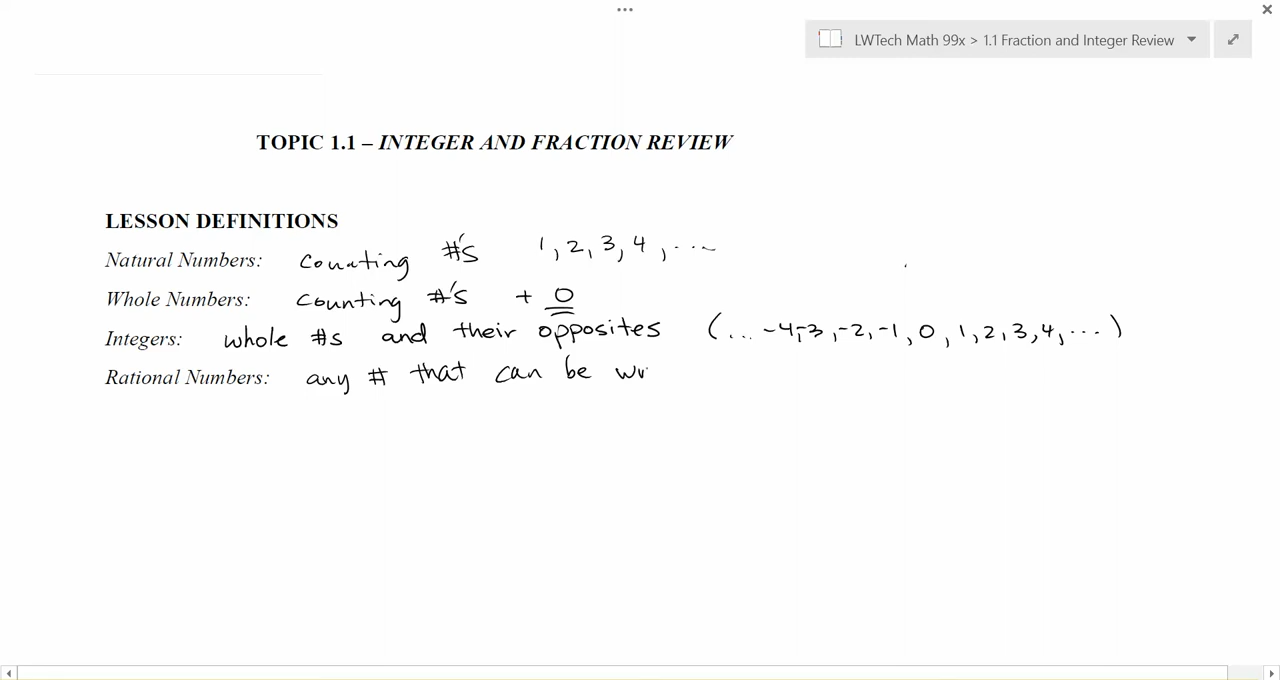 ...
LWTech Math 99x > 1.1 Fraction and Integer Review
TOPIC 1.1 – INTEGER AND FRACTION REVIEW
LESSON DEFINITIONS
Natural Numbers: counting #'s 1, 2, 3, 4, ...
Whole Numbers: counting #'s + 0
Integers: whole #s and their opposites (... -4, -3, -2, -1, 0, 1, 2, 3, 4, ...)
Rational Numbers: any # that can be wr